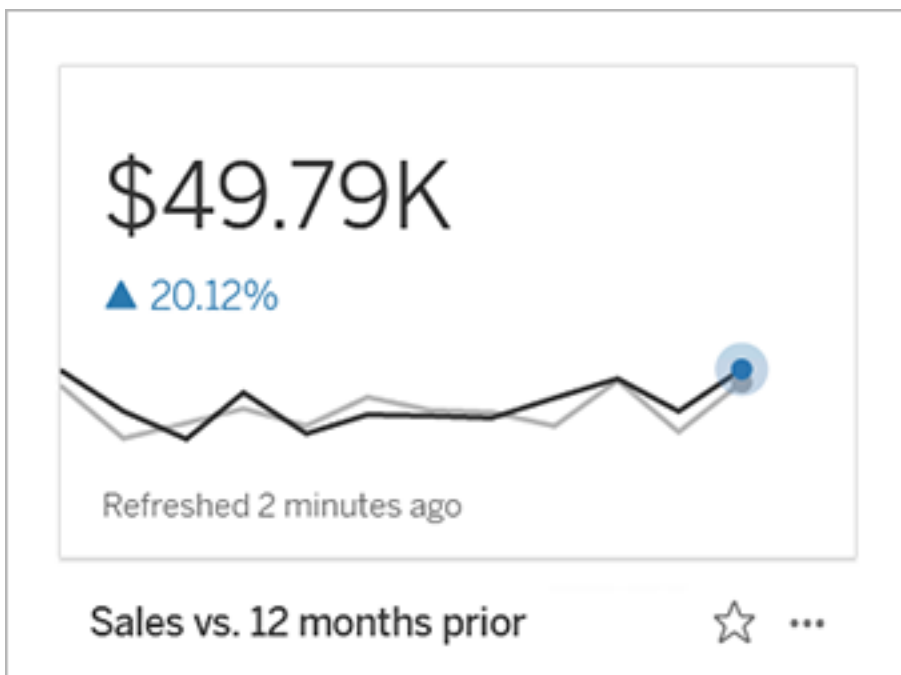 $49.79K
▲ 20.12%
Refreshed 2 minutes ago
Sales vs. 12 months prior